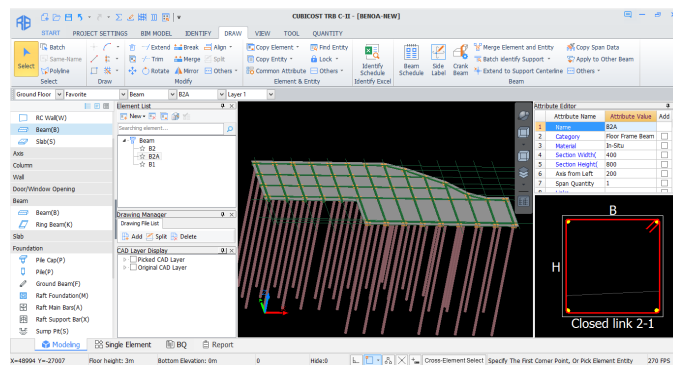 CUBICOST TRB C-II - [BENOA-NEW]
START PROJECT SETTINGS BIM MODEL IDENTIFY DRAW VIEW TOOL QUANTITY
Select
Batch
Same-Name
Polyline
Select
Draw
Extend Break Align
Trim Merge Split
Rotate Mirror Others
Modify
Copy Element Find Entity
Copy Entity Lock
Common Attribute Others
Element & Entity
Identify Schedule
Identify Excel
Beam Schedule
Side Label
Crank Beam
Merge Element and Entity Copy Span Data
Batch identify Support Apply to Other Beam
Extend to Support Centerline Others
Beam
Ground Floor Favorite Beam B2A Layer 1
RC Wall(W)
Beam(B)
Slab(S)
Axis
Column
Wall
Door/Window Opening
Beam
Beam(B)
Ring Beam(K)
Slab
Foundation
Pile Cap(P)
Pile(P)
Ground Beam(F)
Raft Foundation(M)
Raft Main Bars(A)
Raft Support Bar(X)
Sump Pit(S)
Element List
New
Searching element...
Beam
B2
B2A
B1
Drawing Manager
Drawing File List
Add Split Delete
CAD Layer Display
Picked CAD Layer
Original CAD Layer
Attribute Editor
Attribute Name Attribute Value Add
1 Name B2A
2 Category Floor Frame Beam
3 Material In-Situ
4 Section Width( 400
5 Section Height( 800
6 Axis from Left 200
7 Span Quantity 1
B
H
Closed link 2-1
Modeling Single Element BQ Report
X=48994 Y=-27007 Floor height: 3m Bottom Elevation: 0m 0 Hide:0 Cross-Element Select Specify The First Corner Point, Or Pick Element Entity 270 FPS